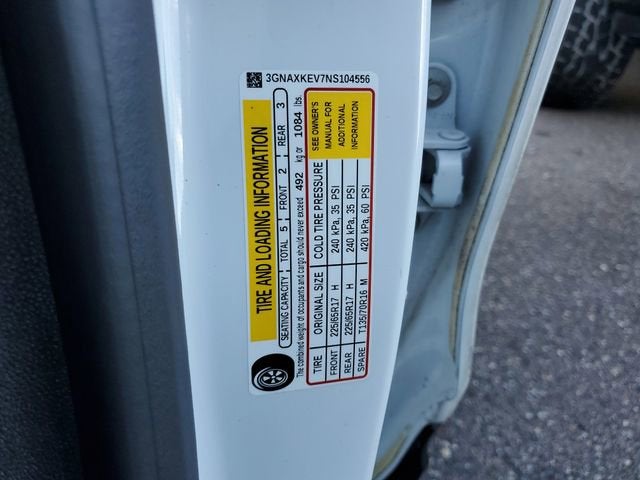 3GNAXKEV7NS104556
TIRE AND LOADING INFORMATION
SEATING CAPACITY TOTAL 5 FRONT 2 REAR 3
The combined weight of occupants and cargo should never exceed 492 kg or 1084 lbs.
TIRE ORIGINAL SIZE COLD TIRE PRESSURE
FRONT 225/65R17 H 240 kPa, 35 PSI
REAR 225/65R17 H 240 kPa, 35 PSI
SPARE T135/70R16 M 420 kPa, 60 PSI
SEE OWNER'S
MANUAL FOR
ADDITIONAL
INFORMATION